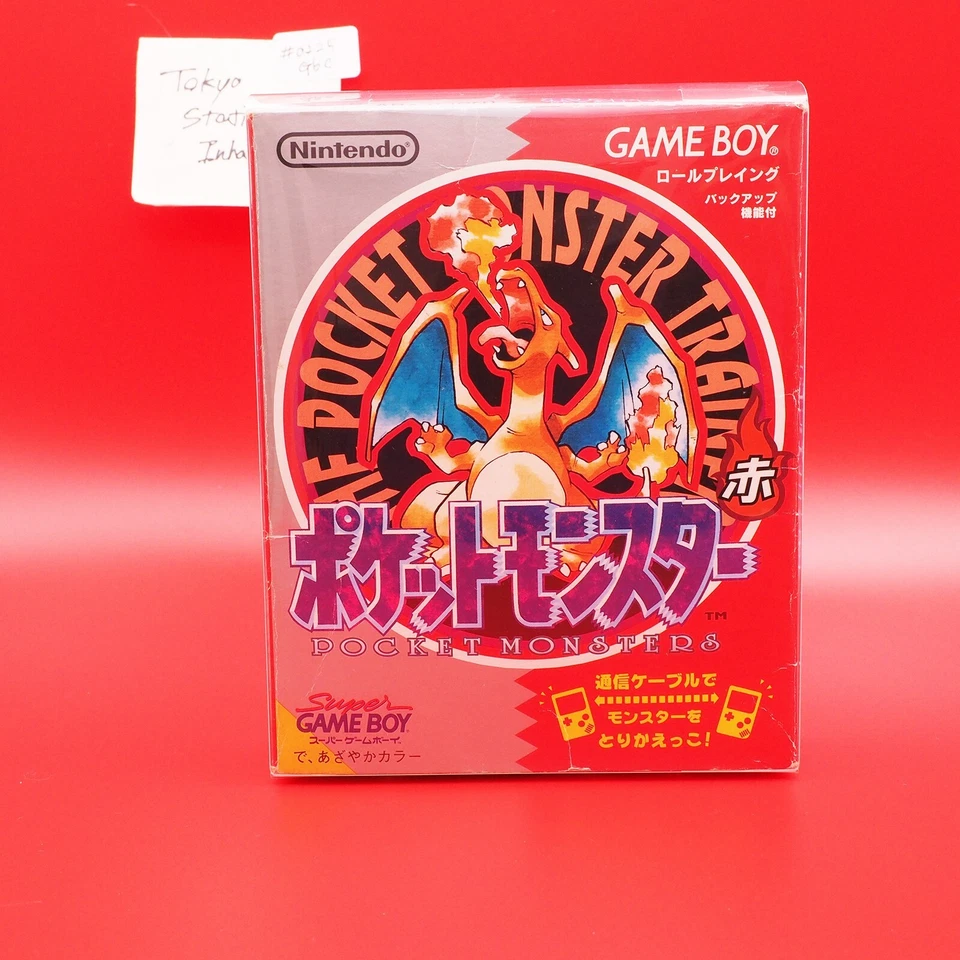 Tokyo
Nintendo®
GAME BOY®
ロールプレイング
バックアップ
機能付
POCKET MONSTER TRAINE
赤
ポケットモンスター
TM
POCKET MONSTERS
通信ケーブルで
モンスターを
とりかえっこ!
Super
GAME BOY
スーパーゲームボーイ
で、あざやかカラー